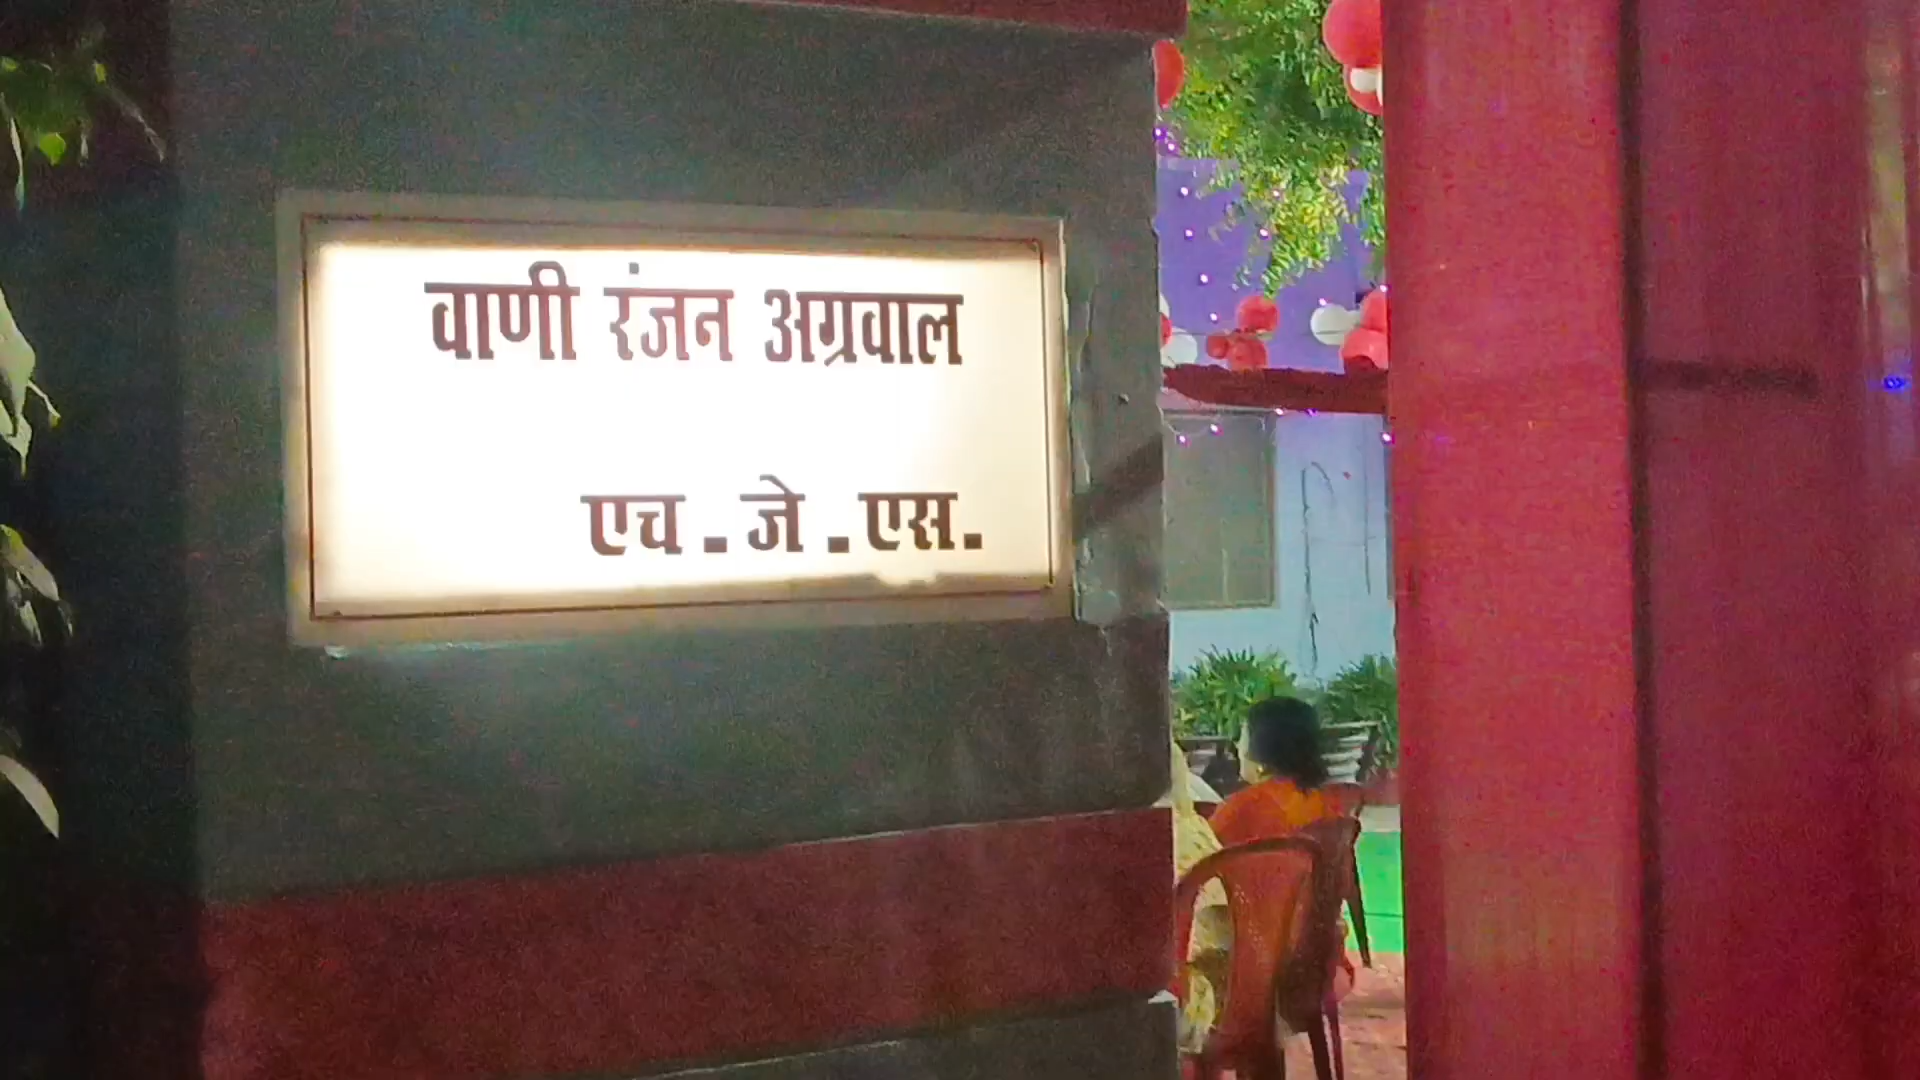 वाणी रंजन अग्रवाल
एच . जे . एस.